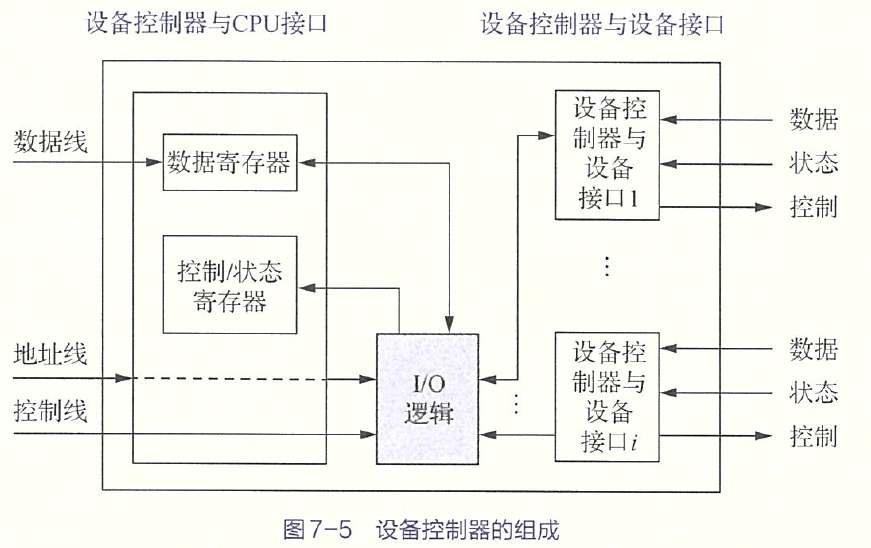 设备控制器与CPU接口
设备控制器与设备接口
数据线
数据寄存器
控制/状态
寄存器
地址线
控制线
I/O
逻辑
设备控
制器与
设备
接口1
数据
状态
控制
⋮
⋮
设备控
制器与
设备
接口i
数据
状态
控制
图7-5 设备控制器的组成